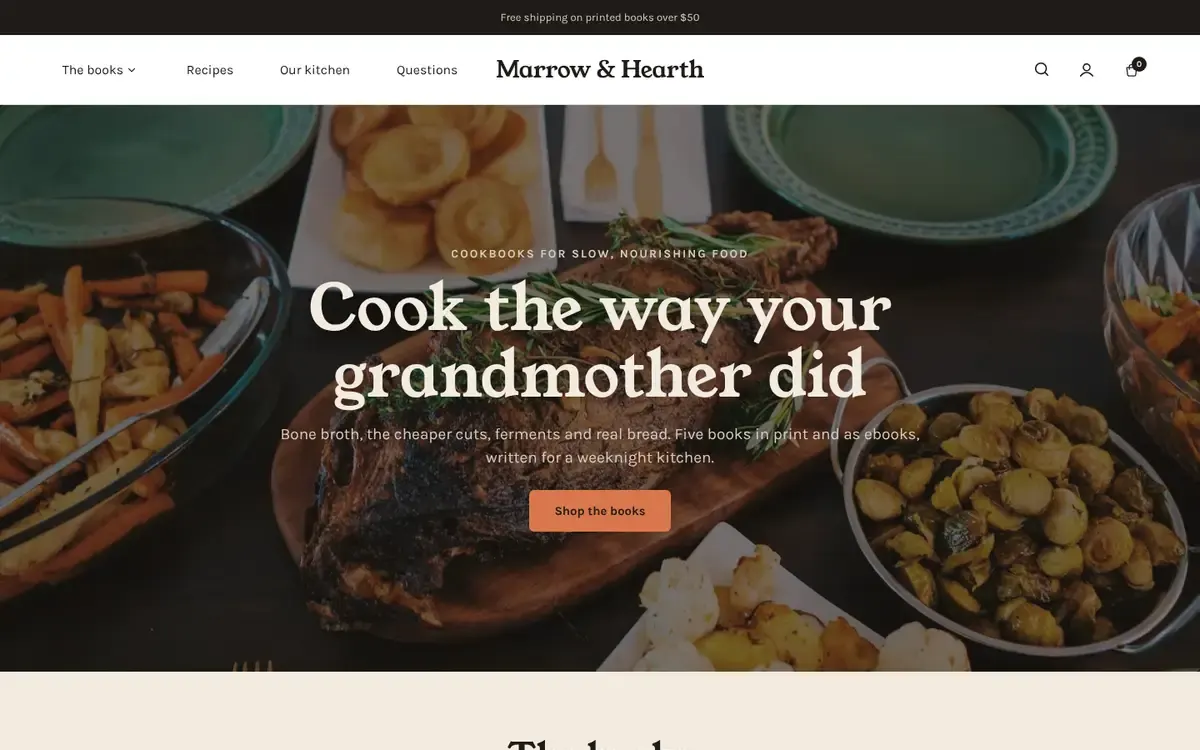 Free shipping on printed books over $50
The books
Recipes
Our kitchen
Questions
Marrow & Hearth
0
COOKBOOKS FOR SLOW, NOURISHING FOOD
Cook the way your
grandmother did
Bone broth, the cheaper cuts, ferments and real bread. Five books in print and as ebooks,
written for a weeknight kitchen.
Shop the books